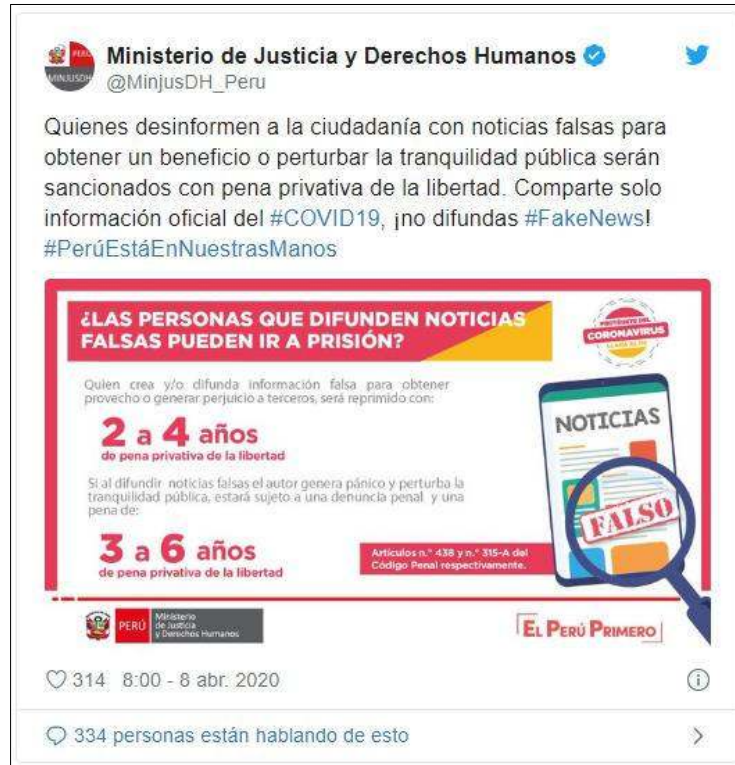 Ministerio de Justicia y Derechos Humanos
@MinjusDH_Peru
Quienes desinformen a la ciudadanía con noticias falsas para
obtener un beneficio o perturbar la tranquilidad pública serán
sancionados con pena privativa de la libertad. Comparte solo
información oficial del #COVID19, ¡no difundas #FakeNews!
#PerúEstáEnNuestrasManos
¿LAS PERSONAS QUE DIFUNDEN NOTICIAS
FALSAS PUEDEN IR A PRISIÓN?
CORONAVIRUS
Quien crea y/o difunda información falsa para obtener
provecho o generar perjuicio a terceros, será reprimido con:
2 a 4 años
de pena privativa de la libertad
Si al difundir noticias falsas el autor genera pánico y perturba la
tranquilidad pública, estará sujeto a una denuncia penal y una
pena de:
3 a 6 años
de pena privativa de la libertad
Artículos n.° 438 y n.° 315-A del
Código Penal respectivamente.
NOTICIAS
FALSO
PERÚ
Ministerio
de Justicia
y Derechos Humanos
EL PERÚ PRIMERO
314 8:00 - 8 abr. 2020
334 personas están hablando de esto